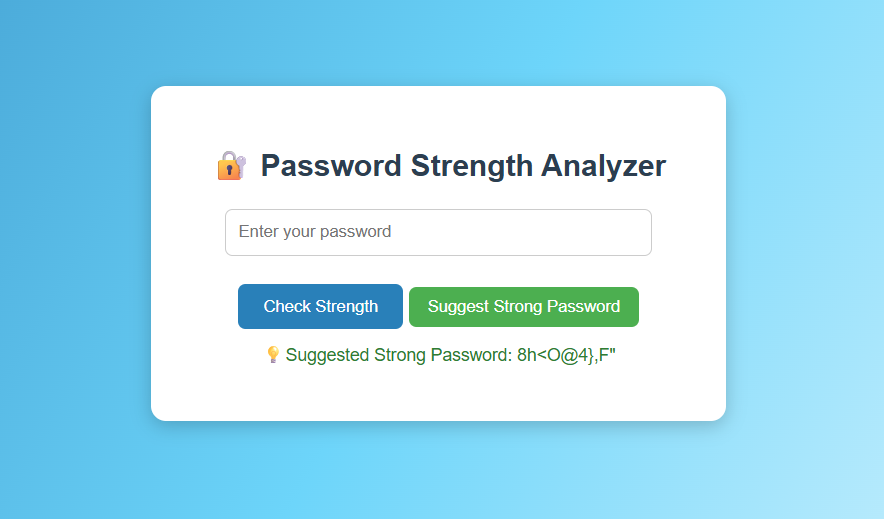 🔐 Password Strength Analyzer
Enter your password
Check Strength Suggest Strong Password
💡 Suggested Strong Password: 8h<O@4},F"